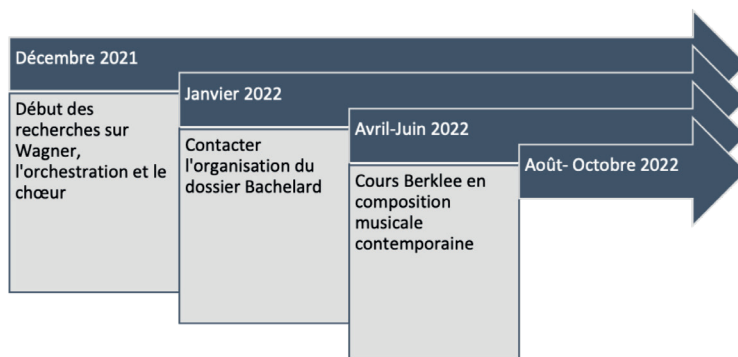 Décembre 2021
Début des
recherches sur
Wagner,
l'orchestration et le
chœur
Janvier 2022
Contacter
l'organisation du
dossier Bachelard
Avril-Juin 2022
Cours Berklee en
composition
musicale
contemporaine
Août- Octobre 2022